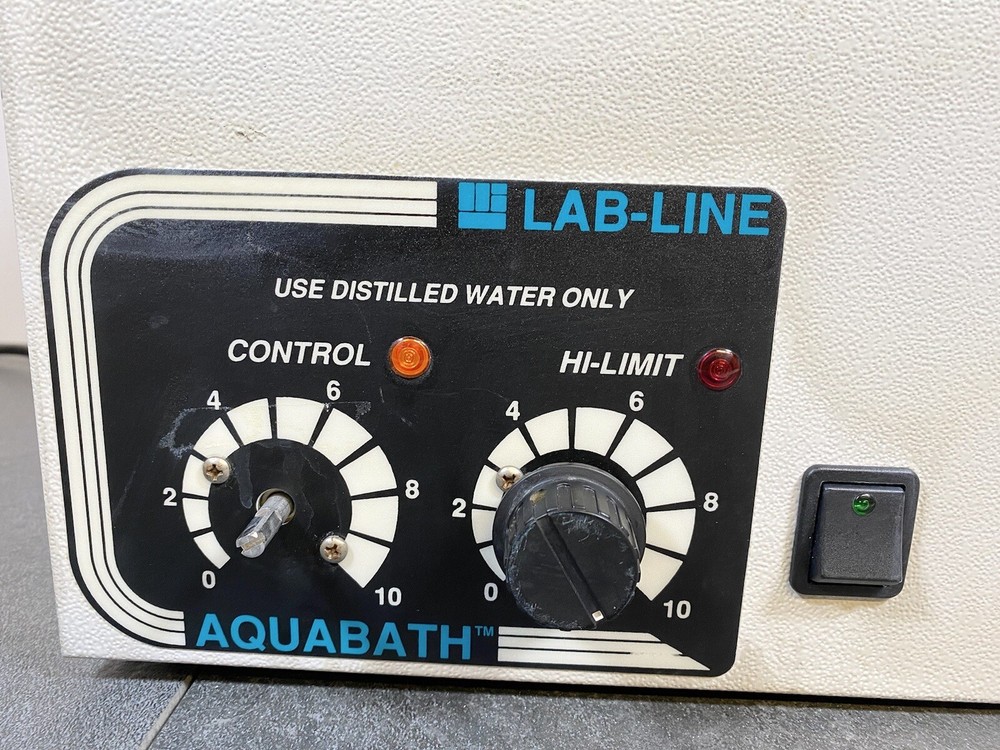 LAB-LINE
USE DISTILLED WATER ONLY
CONTROL
HI-LIMIT
0 2 4 6 8 10
0 2 4 6 8 10
AQUABATH™